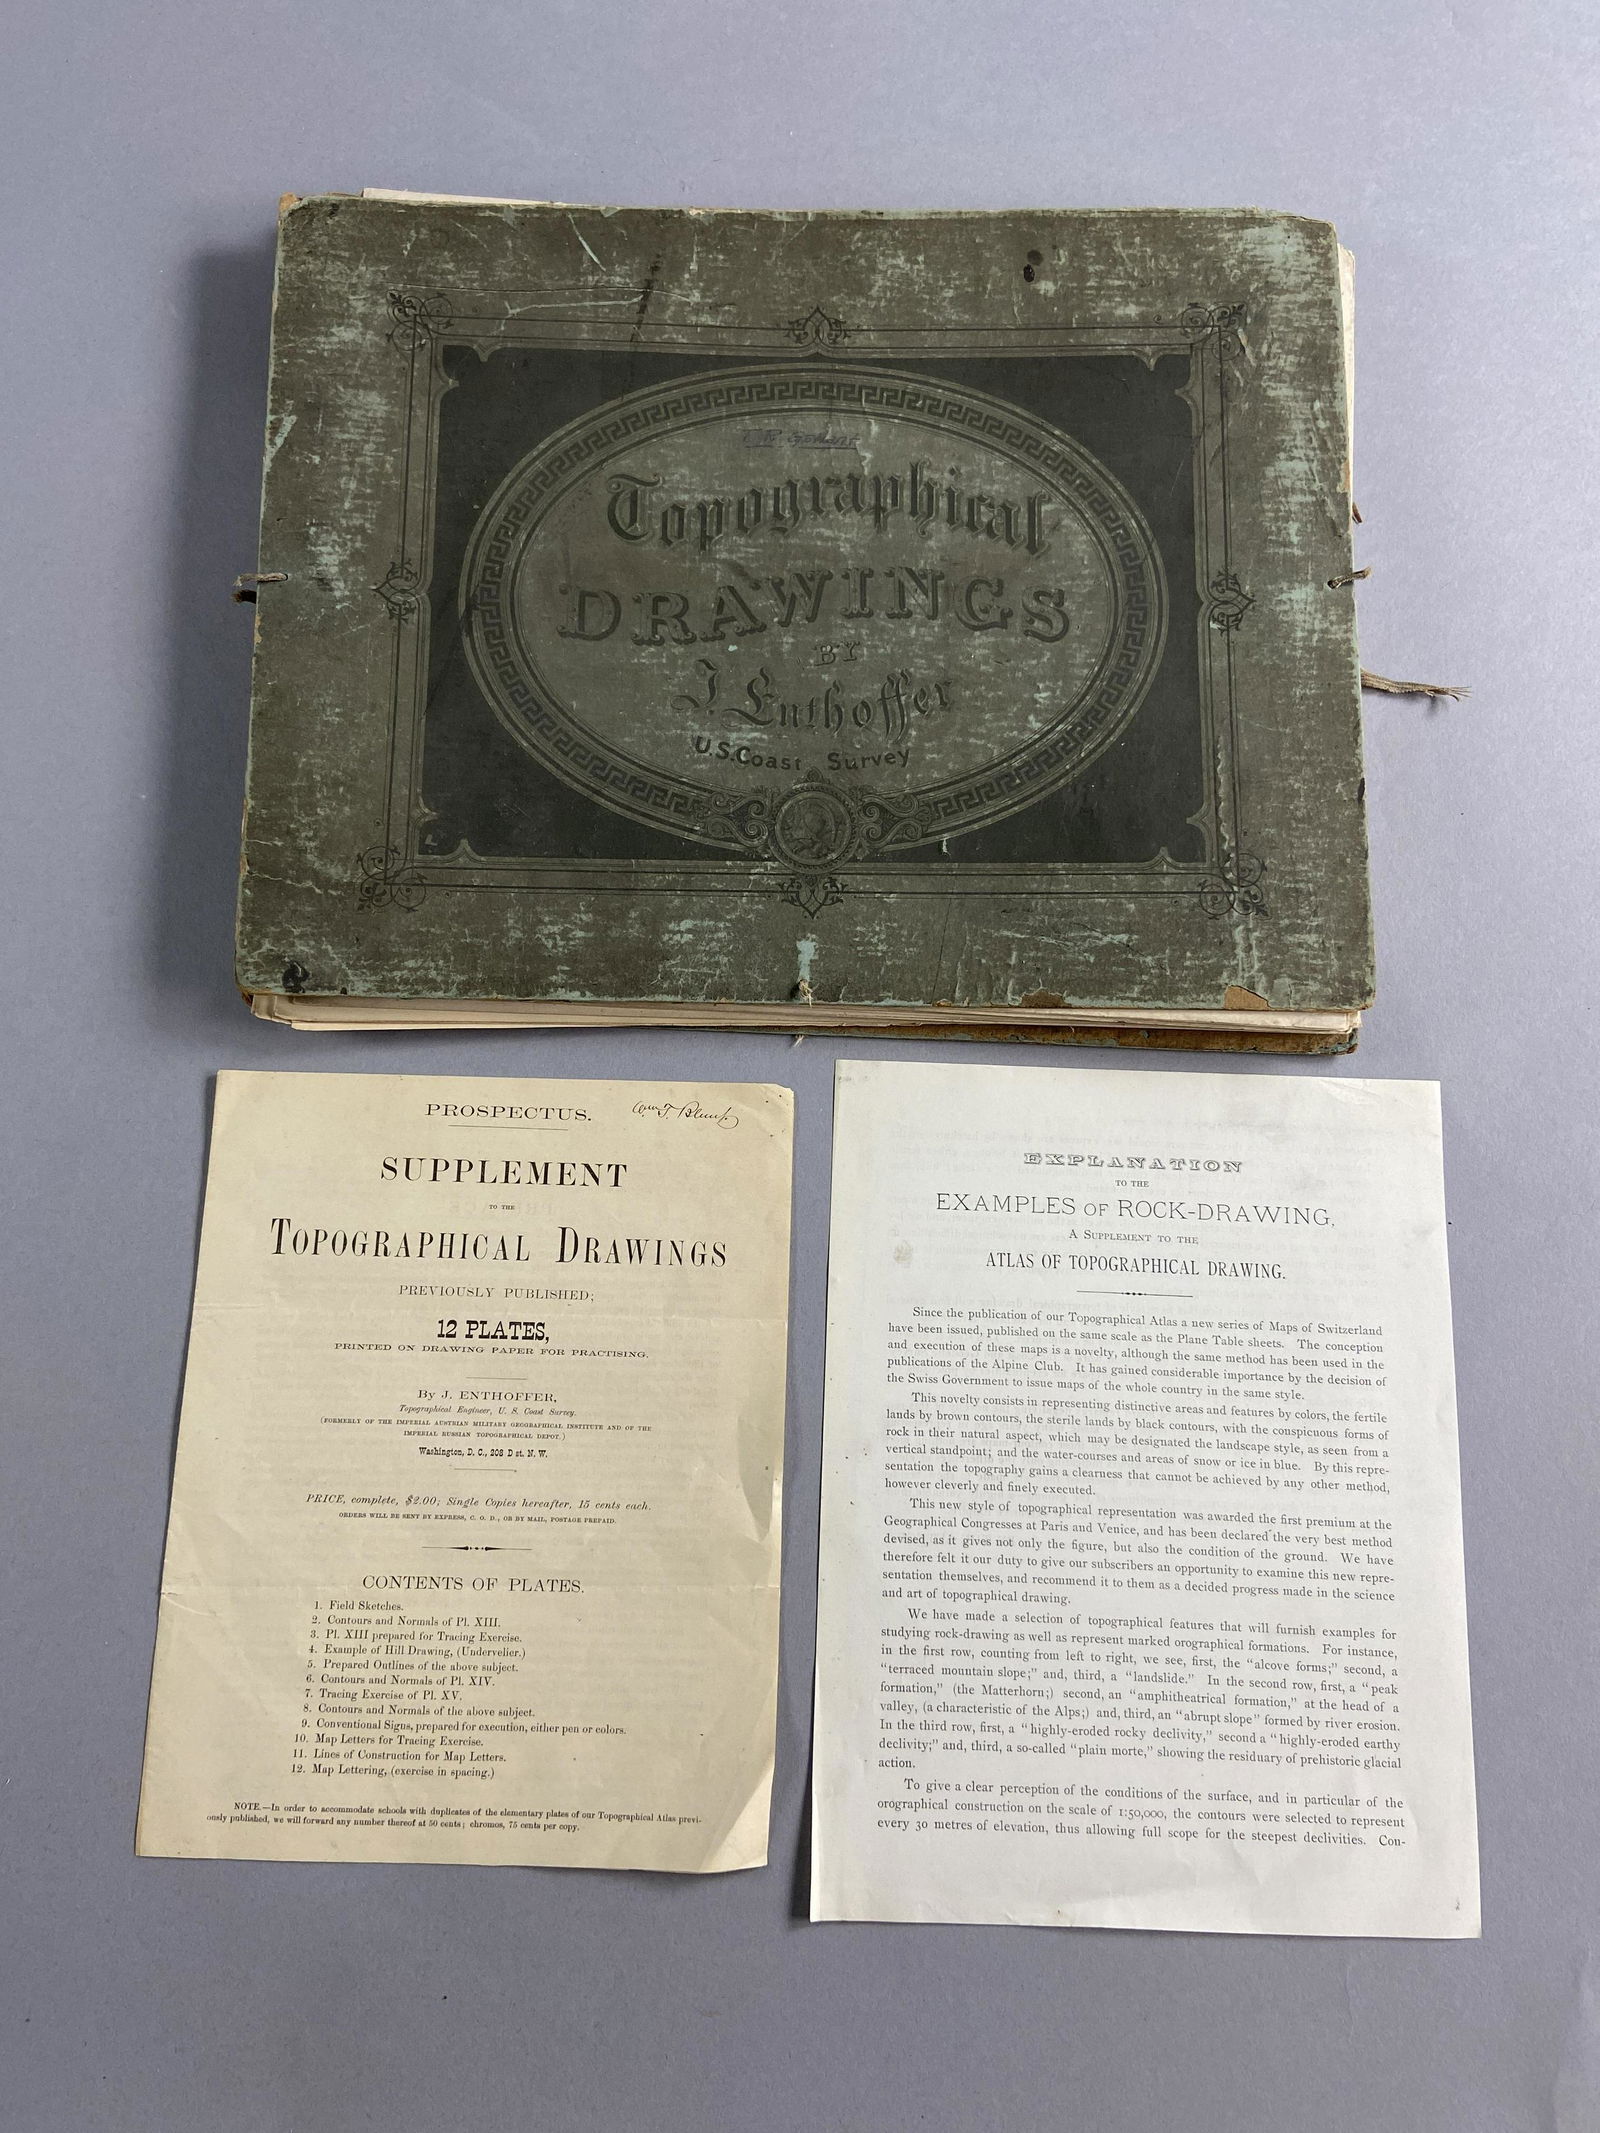 Topographical
DRAWINGS
BY
J. Enthoffer
U.S. Coast Survey
PROSPECTUS.
SUPPLEMENT
TO THE
TOPOGRAPHICAL DRAWINGS
PREVIOUSLY PUBLISHED;
12 PLATES,
PRINTED ON DRAWING PAPER FOR PRACTISING.
By J. ENTHOFFER,
Topographical Engineer, U. S. Coast Survey.
(FORMERLY OF THE IMPERIAL AUSTRIAN MILITARY GEOGRAPHICAL INSTITUTE AND OF THE
IMPERIAL RUSSIAN TOPOGRAPHICAL DEPOT.)
Washington, D. C., 208 D st. N. W.
PRICE, complete, $2.00; Single Copies hereafter, 15 cents each.
ORDERS WILL BE SENT BY EXPRESS, C. O. D., OR BY MAIL, POSTAGE PREPAID.
CONTENTS OF PLATES.
1. Field Sketches.
2. Contours and Normals of Pl. XIII.
3. Pl. XIII prepared for Tracing Exercise.
4. Example of Hill Drawing, (Undervelier.)
5. Prepared Outlines of the above subject.
6. Contours and Normals of Pl. XIV.
7. Tracing Exercise of Pl. XV.
8. Contours and Normals of the above subject.
9. Conventional Signs, prepared for execution, either pen or colors.
10. Map Letters for Tracing Exercise.
11. Lines of Construction for Map Letters.
12. Map Lettering, (exercise in spacing.)
NOTE.—In order to accommodate schools with duplicates of the elementary plates of our Topographical Atlas previ-
ously published, we will forward any number thereof at 50 cents; chromos, 75 cents per copy.
EXPLANATION
TO THE
EXAMPLES OF ROCK-DRAWING,
A SUPPLEMENT TO THE
ATLAS OF TOPOGRAPHICAL DRAWING.
Since the publication of our Topographical Atlas a new series of Maps of Switzerland
have been issued, published on the same scale as the Plane Table sheets. The conception
and execution of these maps is a novelty, although the same method has been used in the
publications of the Alpine Club. It has gained considerable importance by the decision of
the Swiss Government to issue maps of the whole country in the same style.
This novelty consists in representing distinctive areas and features by colors, the fertile
lands by brown contours, the sterile lands by black contours, with the conspicuous forms of
rock in their natural aspect, which may be designated the landscape style, as seen from a
vertical standpoint; and the water-courses and areas of snow or ice in blue. By this repre-
sentation the topography gains a clearness that cannot be achieved by any other method,
however cleverly and finely executed.
This new style of topographical representation was awarded the first premium at the
Geographical Congresses at Paris and Venice, and has been declared the very best method
devised, as it gives not only the figure, but also the condition of the ground. We have
therefore felt it our duty to give our subscribers an opportunity to examine this new repre-
sentation themselves, and recommend it to them as a decided progress made in the science
and art of topographical drawing.
We have made a selection of topographical features that will furnish examples for
studying rock-drawing as well as represent marked orographical formations. For instance,
in the first row, counting from left to right, we see, first, the “alcove forms;” second, a
“terraced mountain slope;” and, third, a “landslide.” In the second row, first, a “peak
formation,” (the Matterhorn;) second, an “amphitheatrical formation,” at the head of a
valley, (a characteristic of the Alps;) and, third, an “abrupt slope” formed by river erosion.
In the third row, first, a “highly-eroded rocky declivity,” second a “highly-eroded earthy
declivity;” and, third, a so-called “plain morte,” showing the residuary of prehistoric glacial
action.
To give a clear perception of the conditions of the surface, and in particular of the
orographical construction on the scale of 1:50,000, the contours were selected to represent
every 30 metres of elevation, thus allowing full scope for the steepest declivities. Con-